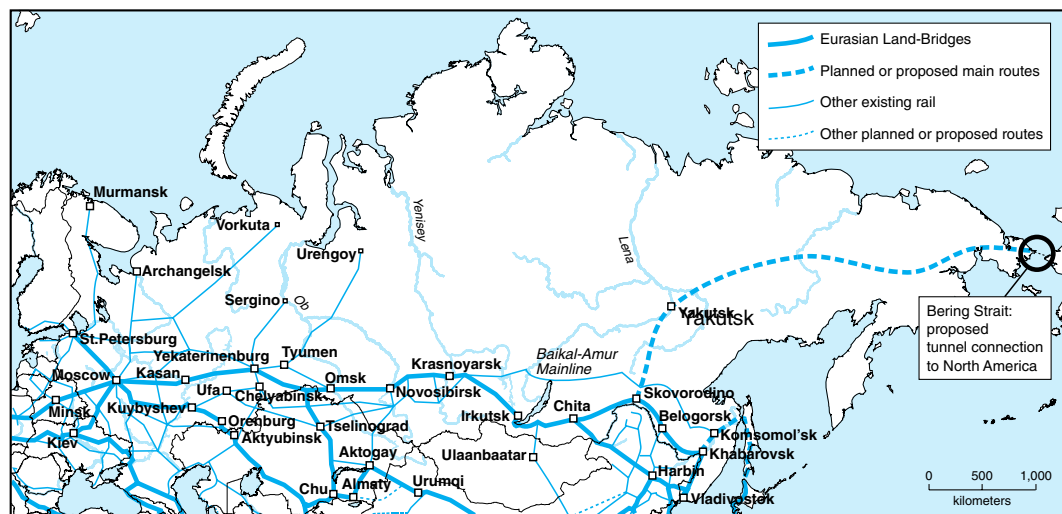 Eurasian Land-Bridges
Planned or proposed main routes
Other existing rail
Other planned or proposed routes
Murmansk
Vorkuta
Urengoy
Archangelsk
Sergino
Ob
Yenisey
Lena
Yakutsk
Yakutsk
Bering Strait:
proposed
tunnel connection
to North America
St.Petersburg
Yekaterinenburg
Tyumen
Krasnoyarsk
Baikal-Amur
Mainline
Moscow
Kasan
Ufa
Chelyabinsk
Omsk
Novosibirsk
Skovorodino
Minsk
Kuybyshev
Orenburg
Tselinograd
Irkutsk
Chita
Belogorsk
Kiev
Aktyubinsk
Komsomol'sk
Aktogay
Ulaanbaatar
Khabarovsk
Harbin
Chu
Almaty
Urumqi
Vladivostok
0 500 1,000
kilometers